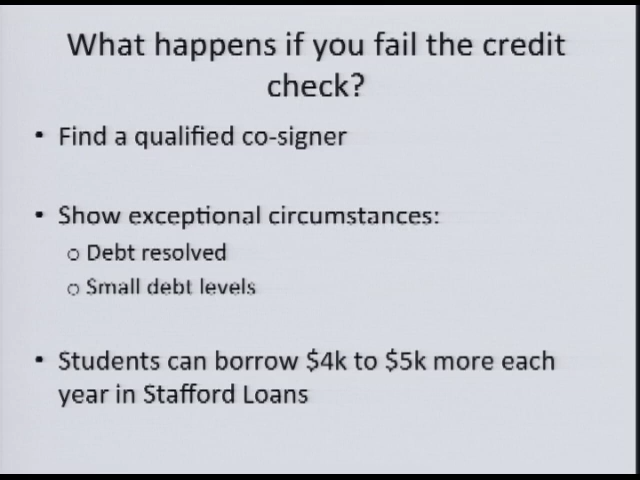 What happens if you fail the credit
check?
• Find a qualified co-signer
• Show exceptional circumstances:
o Debt resolved
o Small debt levels
• Students can borrow $4k to $5k more each
year in Stafford Loans